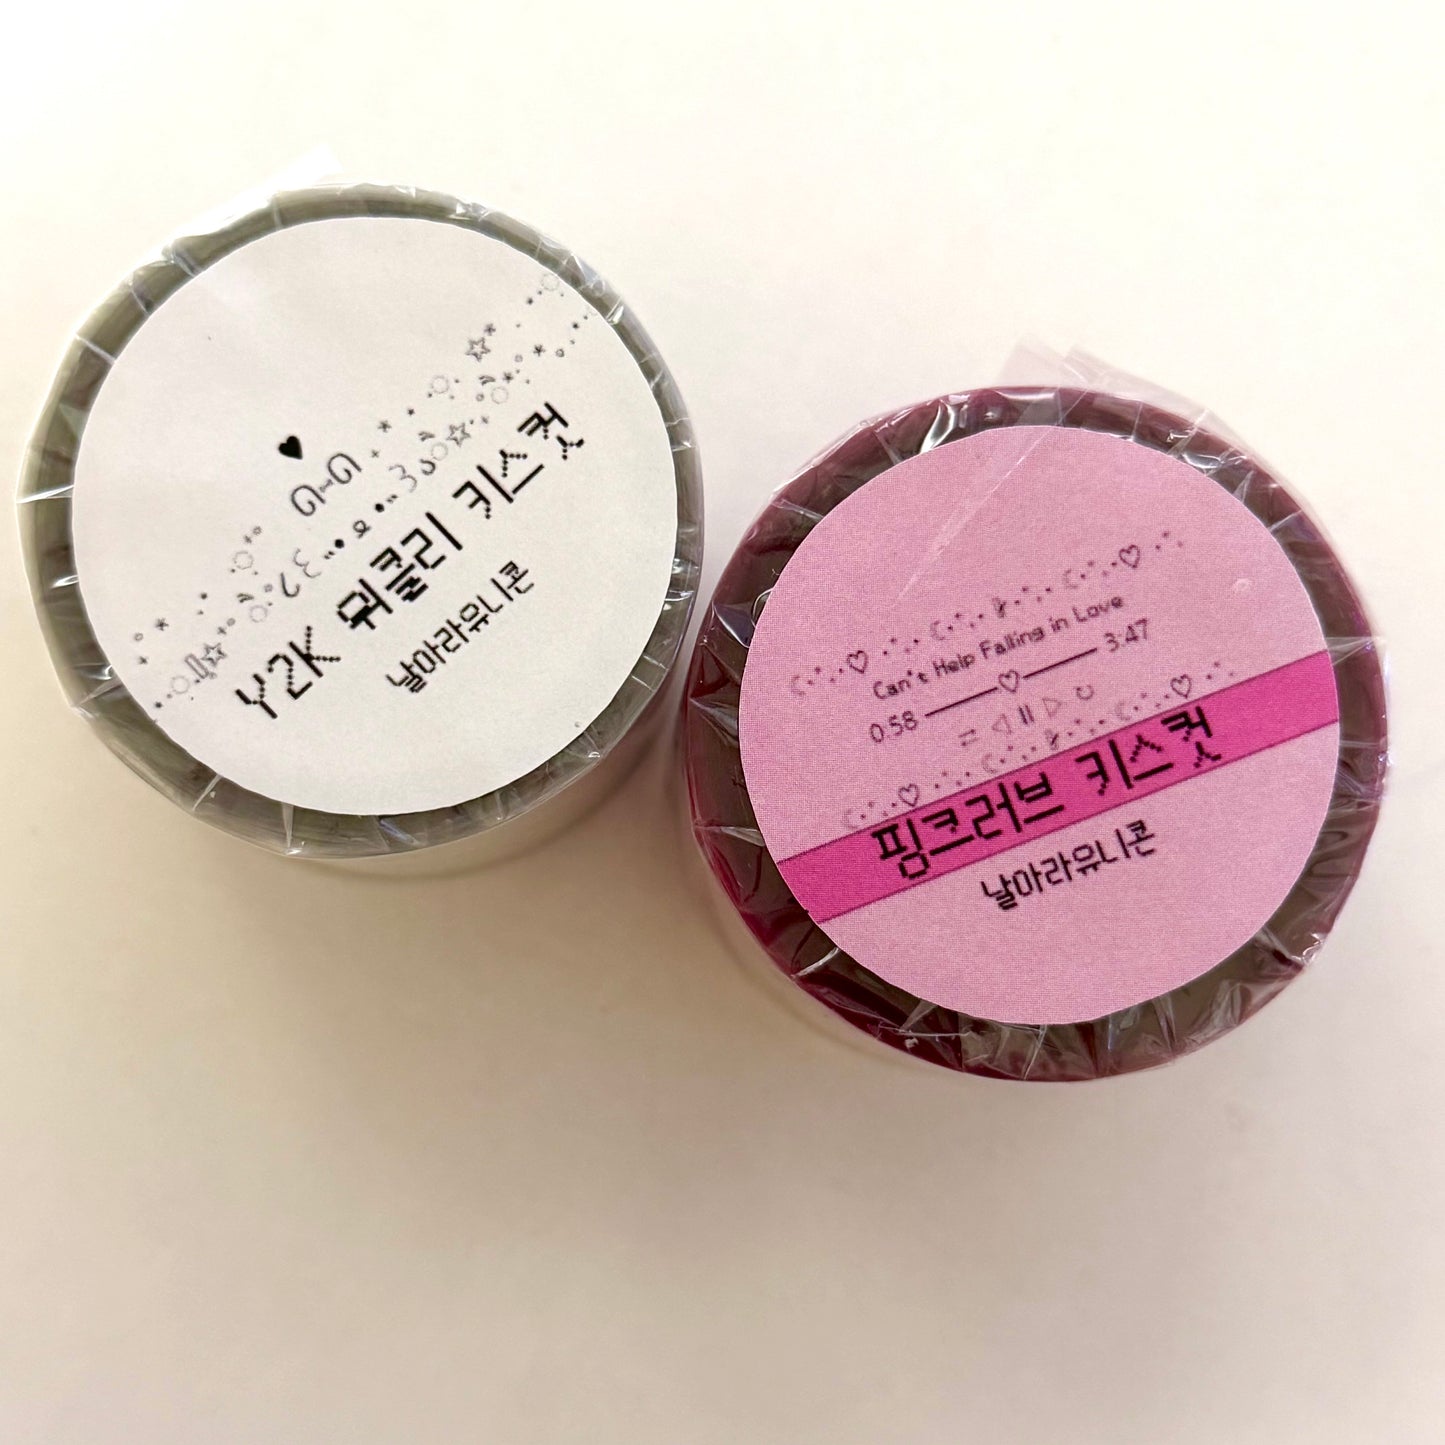 Y2K 뭐클리 키스컷
날아라유니콘
Can't Help Falling in Love
0:58 3:47
핑크러브 키스컷
날아라유니콘